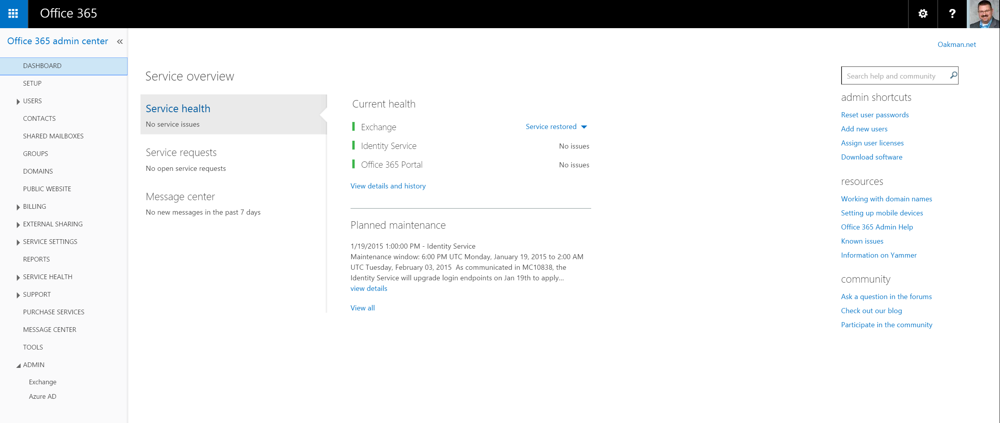 Office 365
?
Office 365 admin center «
DASHBOARD
SETUP
USERS
CONTACTS
SHARED MAILBOXES
GROUPS
DOMAINS
PUBLIC WEBSITE
BILLING
EXTERNAL SHARING
SERVICE SETTINGS
REPORTS
SERVICE HEALTH
SUPPORT
PURCHASE SERVICES
MESSAGE CENTER
TOOLS
ADMIN
Exchange
Azure AD
Service overview
Service health
No service issues
Service requests
No open service requests
Message center
No new messages in the past 7 days
Current health
Exchange Service restored
Identity Service No issues
Office 365 Portal No issues
View details and history
Planned maintenance
1/19/2015 1:00:00 PM - Identity Service
Maintenance window: 6:00 PM UTC Monday, January 19, 2015 to 2:00 AM
UTC Tuesday, February 03, 2015  As communicated in MC10838, the
Identity Service will upgrade login endpoints on Jan 19th to apply...
view details
View all
Oakman.net
Search help and community
admin shortcuts
Reset user passwords
Add new users
Assign user licenses
Download software
resources
Working with domain names
Setting up mobile devices
Office 365 Admin Help
Known issues
Information on Yammer
community
Ask a question in the forums
Check out our blog
Participate in the community